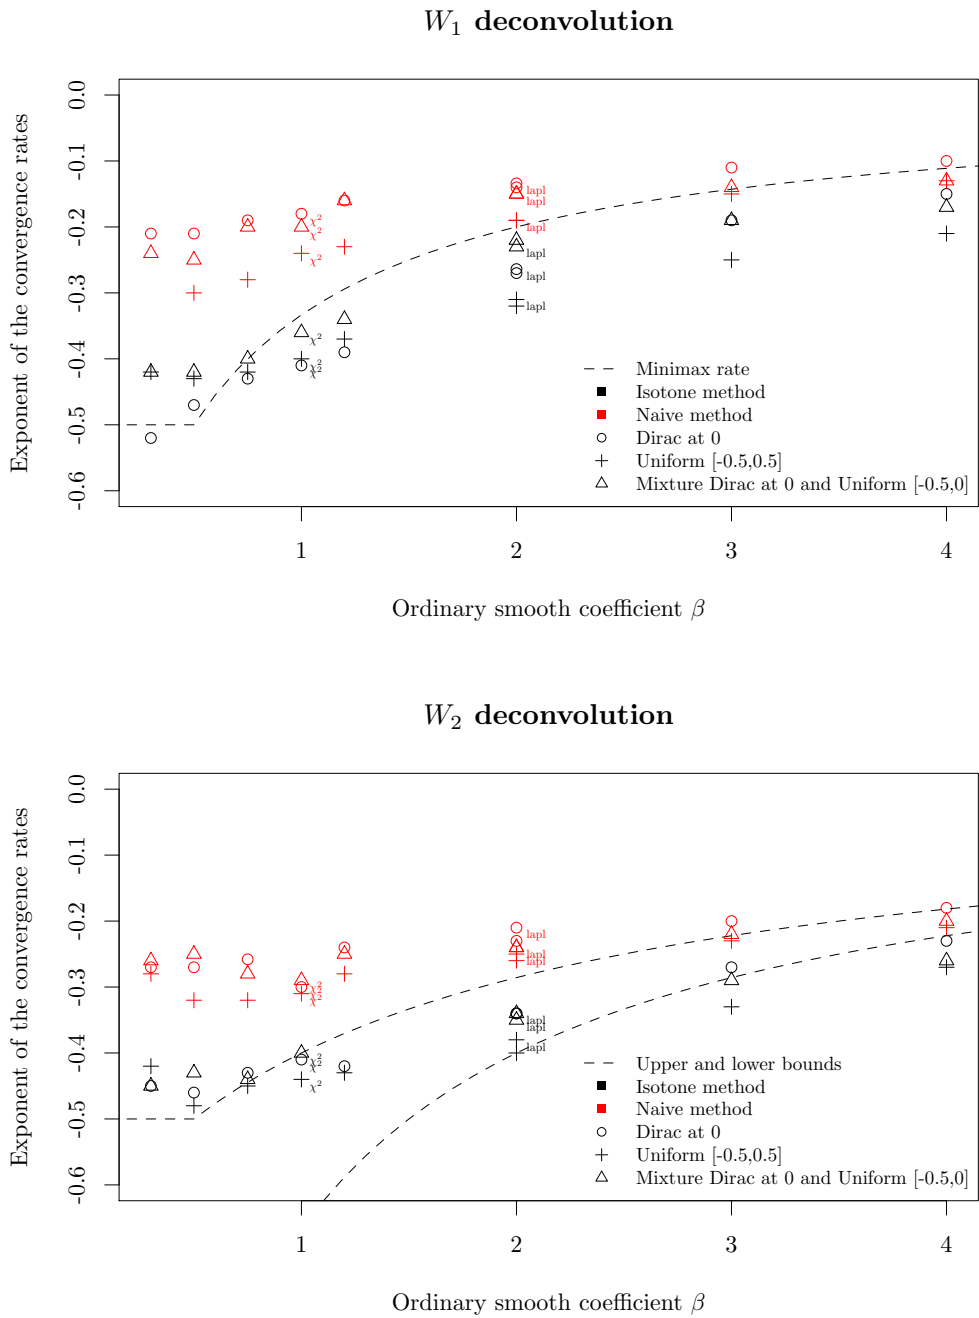 W₁ deconvolution
Exponent of the convergence rates
0.0
-0.1
-0.2
-0.3
-0.4
-0.5
-0.6
lapl
lapl
χ²
χ²
lapl
χ²
lapl
lapl
lapl
χ²
χ²
χ²
Minimax rate
Isotone method
Naive method
Dirac at 0
Uniform [-0.5,0.5]
Mixture Dirac at 0 and Uniform [-0.5,0]
1 2 3 4
Ordinary smooth coefficient β
W₂ deconvolution
Exponent of the convergence rates
0.0
-0.1
-0.2
-0.3
-0.4
-0.5
-0.6
lapl
lapl
lapl
χ²
χ²
χ²
lapl
lapl
lapl
χ²
χ²
χ²
Upper and lower bounds
Isotone method
Naive method
Dirac at 0
Uniform [-0.5,0.5]
Mixture Dirac at 0 and Uniform [-0.5,0]
1 2 3 4
Ordinary smooth coefficient β